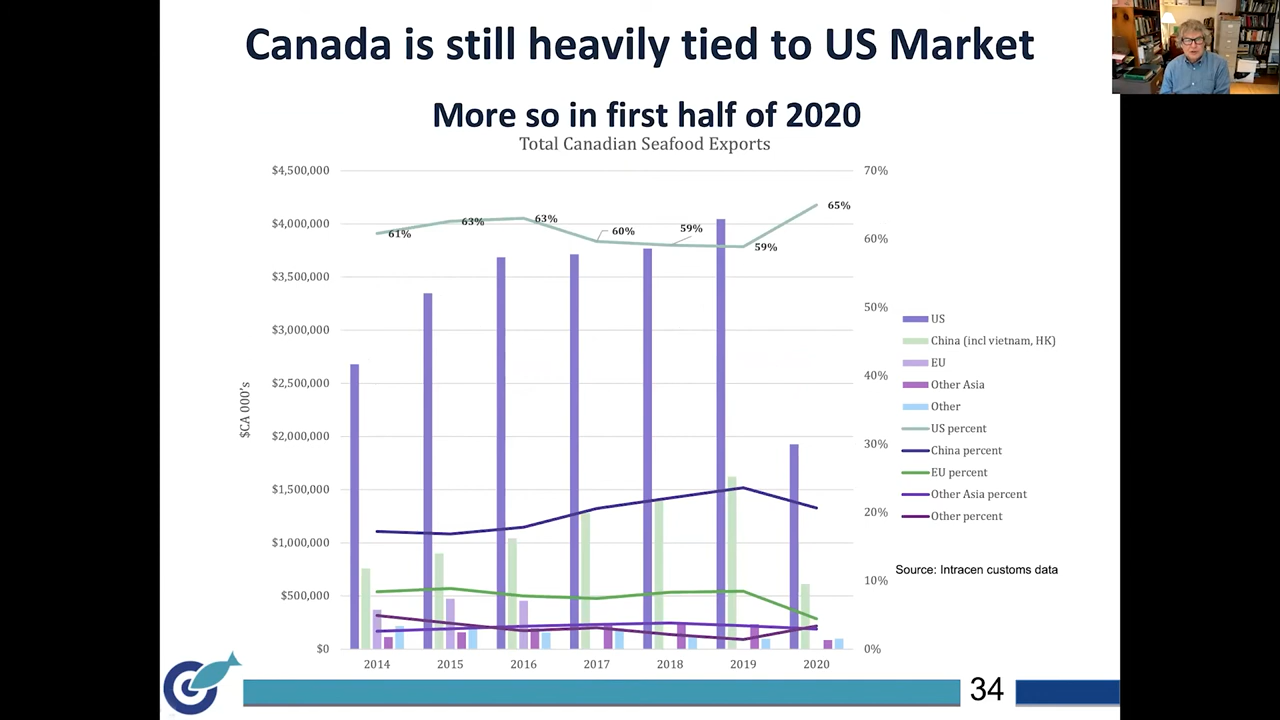 Canada is still heavily tied to US Market
More so in first half of 2020
Total Canadian Seafood Exports
$4,500,000
$4,000,000
$3,500,000
$3,000,000
$2,500,000
$2,000,000
$1,500,000
$1,000,000
$500,000
$0
$CA 000's
61%
63%
63%
60%
59%
59%
65%
70%
60%
50%
40%
30%
20%
10%
0%
2014 2015 2016 2017 2018 2019 2020
US
China (incl vietnam, HK)
EU
Other Asia
Other
US percent
China percent
EU percent
Other Asia percent
Other percent
Source: Intracen customs data
34